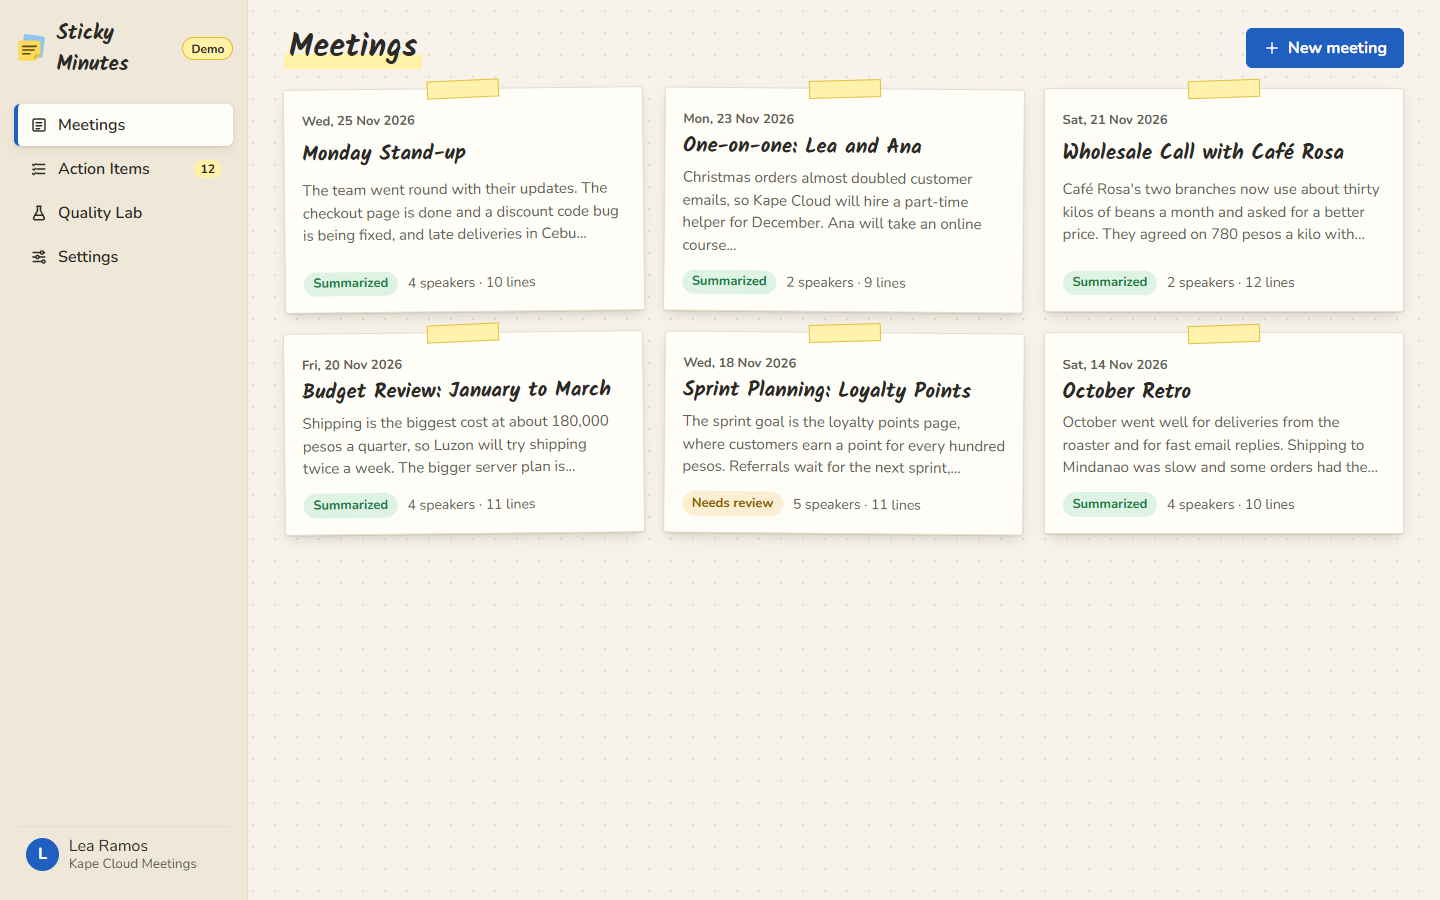 Sticky
Minutes
Demo
Meetings
Action Items
12
Quality Lab
Settings
L
Lea Ramos
Kape Cloud Meetings
Meetings
New meeting
Wed, 25 Nov 2026
Monday Stand-up
The team went round with their updates. The
checkout page is done and a discount code bug
is being fixed, and late deliveries in Cebu...
Summarized
4 speakers · 10 lines
Mon, 23 Nov 2026
One-on-one: Lea and Ana
Christmas orders almost doubled customer
emails, so Kape Cloud will hire a part-time
helper for December. Ana will take an online
course...
Summarized
2 speakers · 9 lines
Sat, 21 Nov 2026
Wholesale Call with Café Rosa
Café Rosa's two branches now use about thirty
kilos of beans a month and asked for a better
price. They agreed on 780 pesos a kilo with...
Summarized
2 speakers · 12 lines
Fri, 20 Nov 2026
Budget Review: January to March
Shipping is the biggest cost at about 180,000
pesos a quarter, so Luzon will try shipping
twice a week. The bigger server plan is...
Summarized
4 speakers · 11 lines
Wed, 18 Nov 2026
Sprint Planning: Loyalty Points
The sprint goal is the loyalty points page,
where customers earn a point for every hundred
pesos. Referrals wait for the next sprint,...
Needs review
5 speakers · 11 lines
Sat, 14 Nov 2026
October Retro
October went well for deliveries from the
roaster and for fast email replies. Shipping to
Mindanao was slow and some orders had the...
Summarized
4 speakers · 10 lines